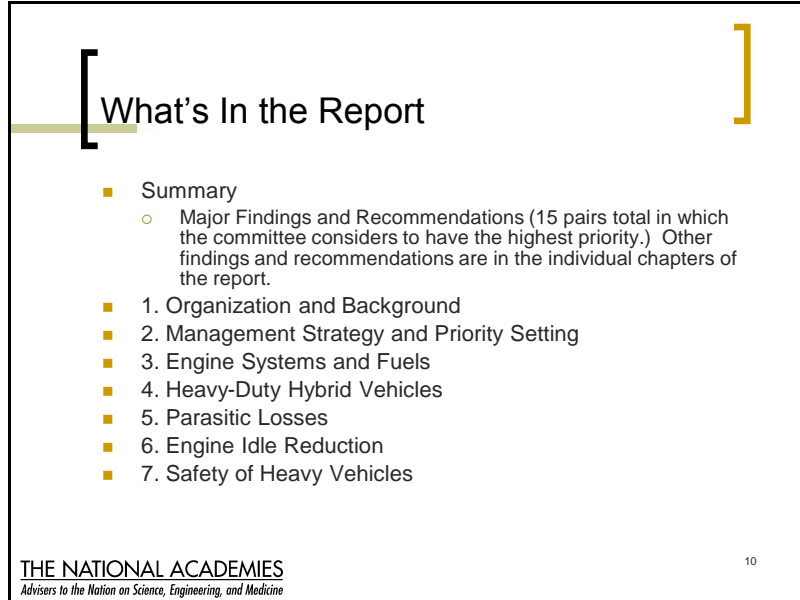 What’s In the Report
Summary
Major Findings and Recommendations (15 pairs total in which
the committee considers to have the highest priority.)  Other
findings and recommendations are in the individual chapters of
the report.
1. Organization and Background
2. Management Strategy and Priority Setting
3. Engine Systems and Fuels
4. Heavy-Duty Hybrid Vehicles
5. Parasitic Losses
6. Engine Idle Reduction
7. Safety of Heavy Vehicles
10
THE NATIONAL ACADEMIES
Advisers to the Nation on Science, Engineering, and Medicine